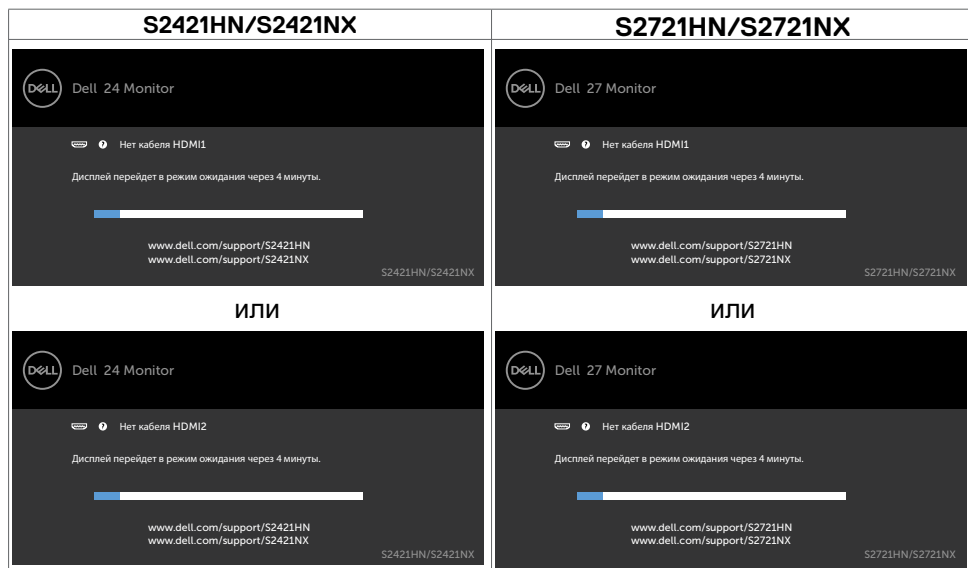 S2421HN/S2421NX
S2721HN/S2721NX
DELL
Dell 24 Monitor
Нет кабеля HDMI1
Дисплей перейдет в режим ожидания через 4 минуты.
www.dell.com/support/S2421HN
www.dell.com/support/S2421NX
S2421HN/S2421NX
DELL
Dell 27 Monitor
Нет кабеля HDMI1
Дисплей перейдет в режим ожидания через 4 минуты.
www.dell.com/support/S2721HN
www.dell.com/support/S2721NX
S2721HN/S2721NX
или
или
DELL
Dell 24 Monitor
Нет кабеля HDMI2
Дисплей перейдет в режим ожидания через 4 минуты.
www.dell.com/support/S2421HN
www.dell.com/support/S2421NX
S2421HN/S2421NX
DELL
Dell 27 Monitor
Нет кабеля HDMI2
Дисплей перейдет в режим ожидания через 4 минуты.
www.dell.com/support/S2721HN
www.dell.com/support/S2721NX
S2721HN/S2721NX